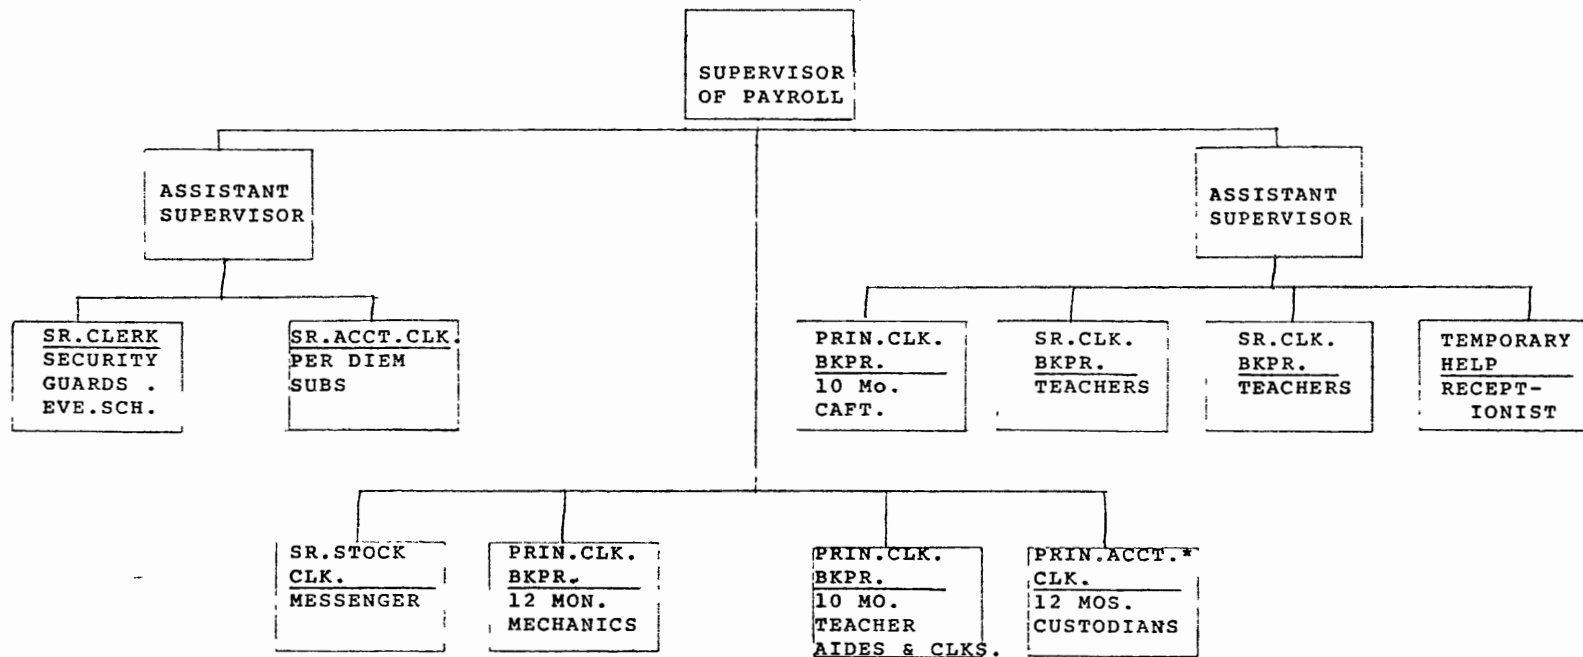 SUPERVISOR
OF PAYROLL
ASSISTANT
SUPERVISOR
ASSISTANT
SUPERVISOR
SR.CLERK
SECURITY
GUARDS .
EVE.SCH.
SR.ACCT.CLK.
PER DIEM
SUBS
PRIN.CLK.
BKPR.
10 Mo.
CAFT.
SR.CLK.
BKPR.
TEACHERS
SR.CLK.
BKPR.
TEACHERS
TEMPORARY
HELP
RECEPT-
IONIST
SR.STOCK
CLK.
MESSENGER
PRIN.CLK.
BKPR.
12 MON.
MECHANICS
PRIN.CLK.
BKPR.
10 MO.
TEACHER
AIDES & CLKS.
PRIN.ACCT.*
CLK.
12 MOS.
CUSTODIANS